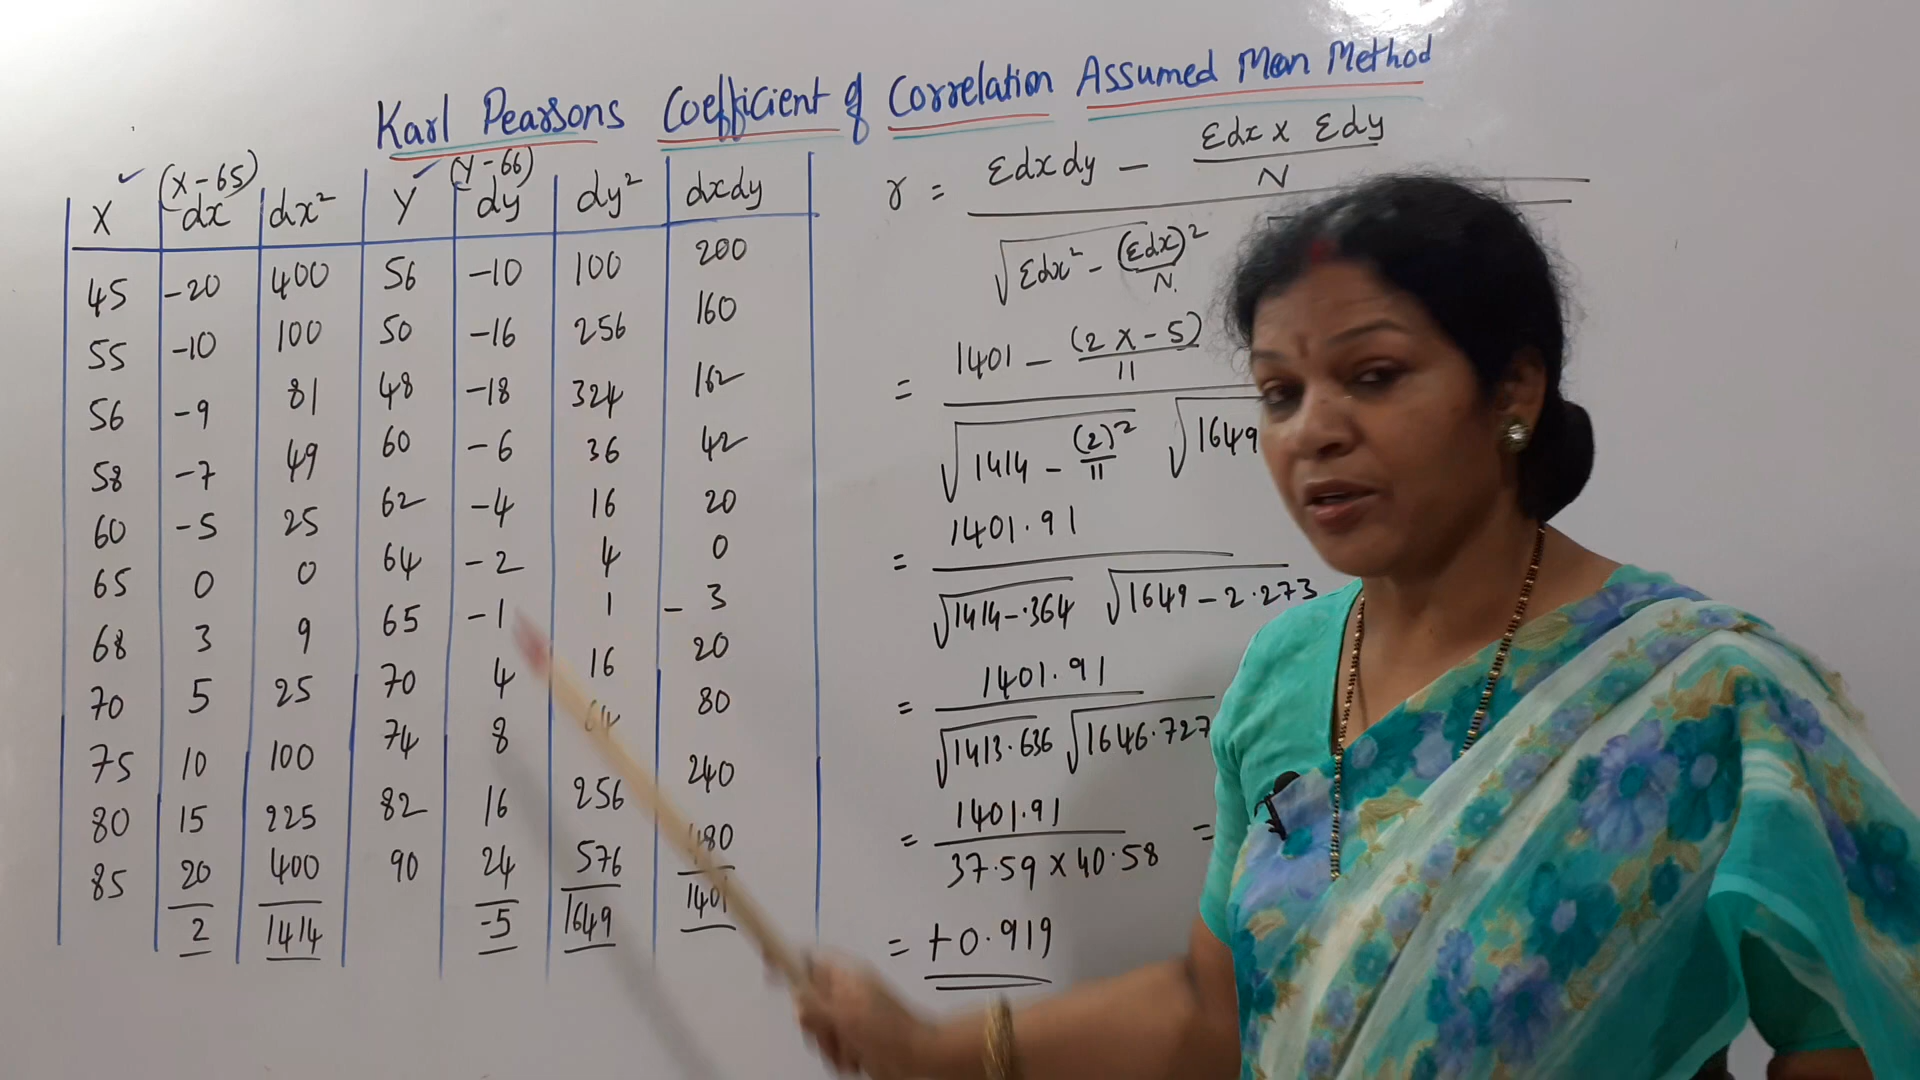 Karl Pearsons Coefficient of Correlation Assumed Mean Method
(X-65) (Y-66)
X dx dx² Y dy dy² dxdy
45 -20 400 56 -10 100 200
55 -10 100 50 -16 256 160
56 -9 81 48 -18 324 162
58 -7 49 60 -6 36 42
60 -5 25 62 -4 16 20
65 0 0 64 -2 4 0
68 3 9 65 -1 1 -3
70 5 25 70 4 16 20
75 10 100 74 8 64 80
80 15 225 82 16 256 240
85 20 400 90 24 576 480
2 1414 -5 1649 1401
r = Σdxdy - Σdx x Σdy / N
√Σdx² - (Σdx)² / N
= 1401 - (2 x -5) / 11
√1414 - (2)² / 11 √1649
= 1401.91
√1414-.364 √1649-2.273
= 1401.91
√1413.636 √1646.727
= 1401.91 =
37.59 x 40.58
= +0.919